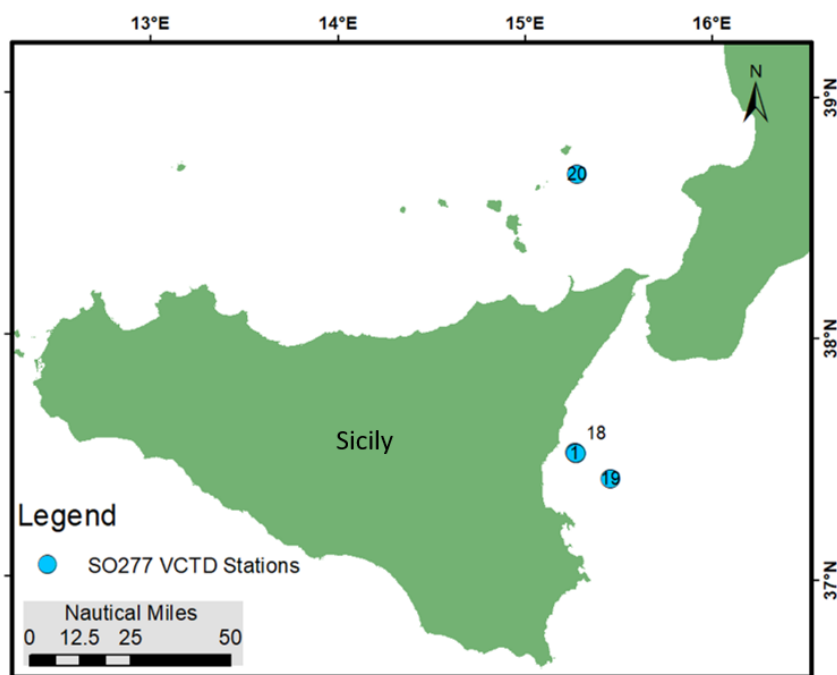 13°E 14°E 15°E 16°E
N
39°N
20
38°N
Sicily
18
1
19
Legend
SO277 VCTD Stations
37°N
Nautical Miles
0 12.5 25 50